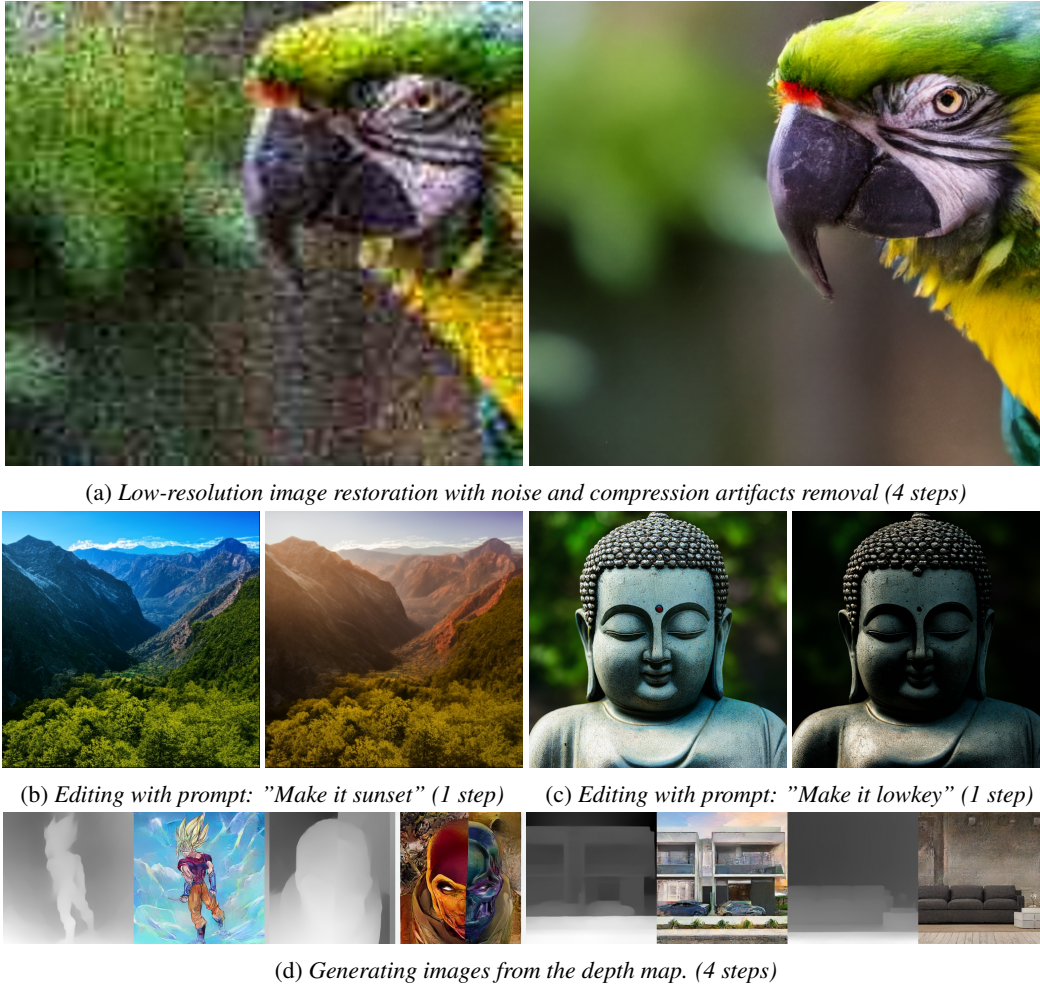 (a) Low-resolution image restoration with noise and compression artifacts removal (4 steps)
(b) Editing with prompt: ”Make it sunset” (1 step)
(c) Editing with prompt: ”Make it lowkey” (1 step)
(d) Generating images from the depth map. (4 steps)